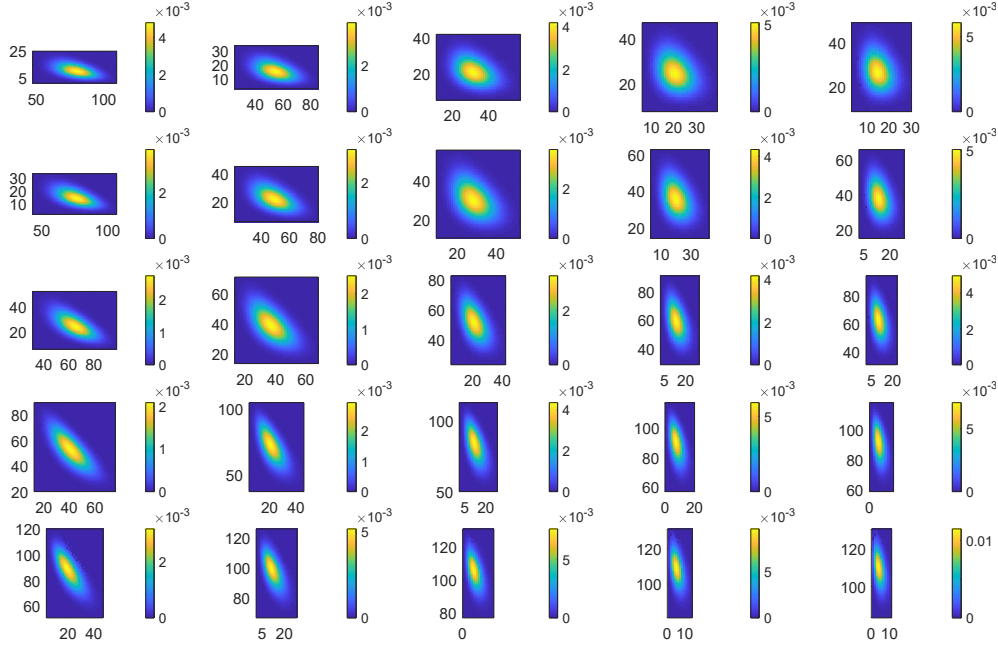 ×10⁻³ ×10⁻³ ×10⁻³ ×10⁻³ ×10⁻³
25 5 50 100 4 2 0
30 20 10 40 60 80 2 0
40 20 20 40 4 2 0
40 20 10 20 30 5 0
40 20 10 20 30 5 0
×10⁻³ ×10⁻³ ×10⁻³ ×10⁻³ ×10⁻³
30 20 10 50 100 2 0
40 20 40 60 80 2 0
40 20 20 40 2 0
60 40 20 10 30 4 2 0
60 40 20 5 20 5 0
×10⁻³ ×10⁻³ ×10⁻³ ×10⁻³ ×10⁻³
40 20 40 60 80 2 1 0
60 40 20 20 40 60 2 1 0
80 60 40 20 40 2 0
80 60 40 5 20 4 2 0
80 60 40 5 20 4 2 0
×10⁻³ ×10⁻³ ×10⁻³ ×10⁻³ ×10⁻³
80 60 40 20 20 40 60 2 1 0
100 50 20 40 2 1 0
100 50 5 20 4 2 0
100 80 60 0 20 5 0
100 80 60 0 5 0
×10⁻³ ×10⁻³ ×10⁻³ ×10⁻³
120 100 80 60 20 40 2 0
120 100 80 5 20 5 0
120 100 80 0 5 0
120 100 0 10 5 0
120 100 0 10 0.01 0